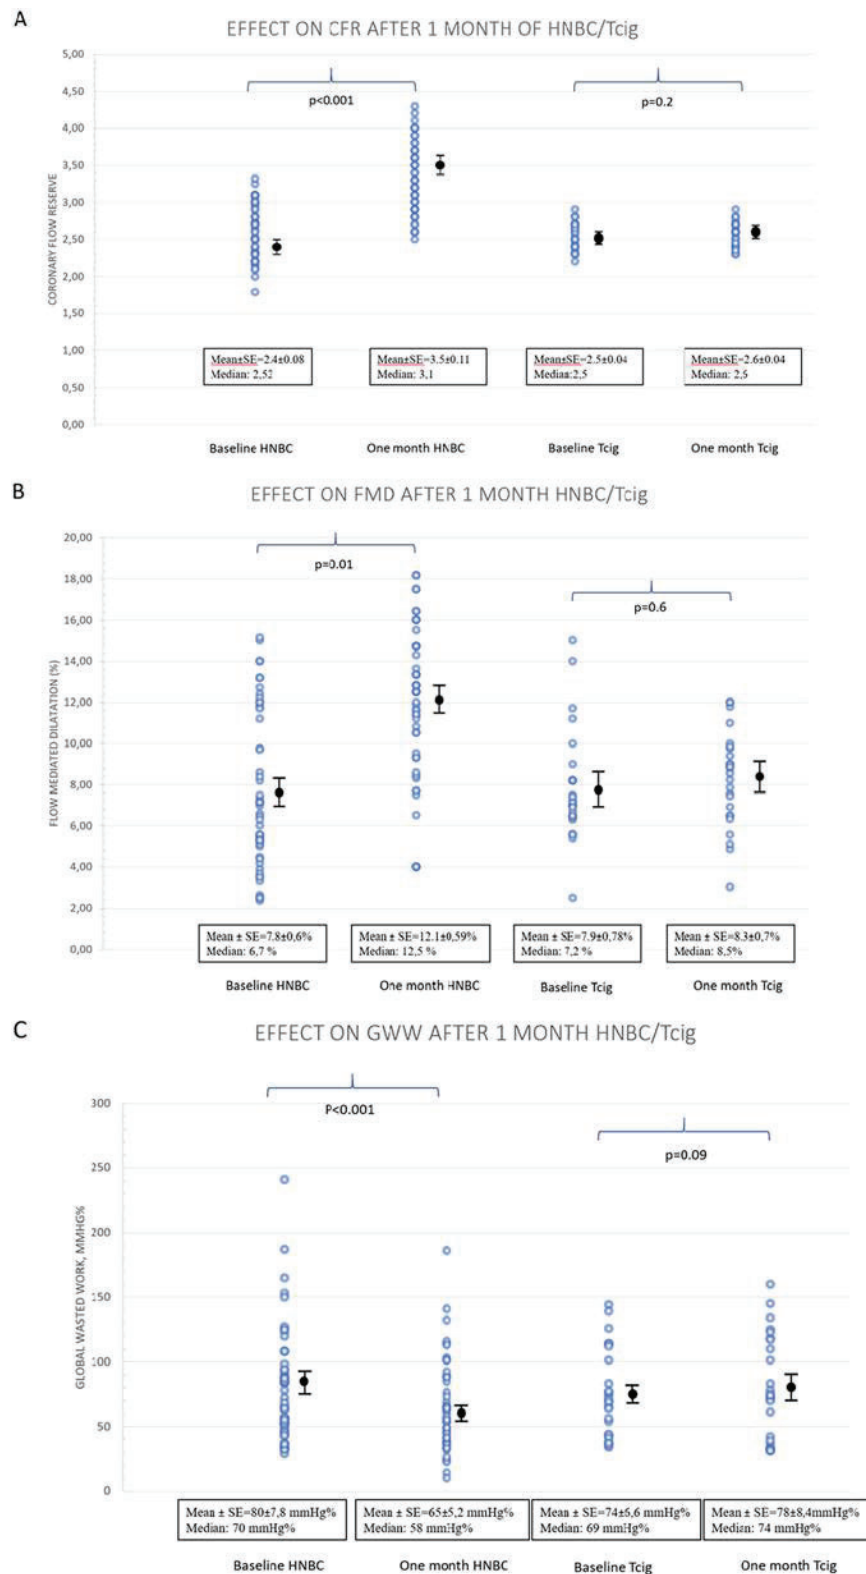 A
EFFECT ON CFR AFTER 1 MONTH OF HNBC/Tcig
5,00
4,50
4,00
3,50
3,00
2,50
2,00
1,50
1,00
0,50
0,00
CORONARY FLOW RESERVE
p<0.001
p=0.2
Mean±SE=2.4±0.08
Median: 2,52
Mean±SE=3.5±0.11
Median: 3,1
Mean±SE=2.5±0.04
Median:2,5
Mean±SE=2.6±0.04
Median: 2,5
Baseline HNBC
One month HNBC
Baseline Tcig
One month Tcig
B
EFFECT ON FMD AFTER 1 MONTH HNBC/Tcig
20,00
18,00
16,00
14,00
12,00
10,00
8,00
6,00
4,00
2,00
0,00
FLOW MEDIATED DILATATION (%)
p=0.01
p=0.6
Mean ± SE=7.8±0,6%
Median: 6,7 %
Mean ± SE=12.1±0.59%
Median: 12,5 %
Mean ± SE=7.9±0,78%
Median: 7,2 %
Mean ± SE=8.3±0,7%
Median: 8,5%
Baseline HNBC
One month HNBC
Baseline Tcig
One month Tcig
C
EFFECT ON GWW AFTER 1 MONTH HNBC/Tcig
300
250
200
150
100
50
0
GLOBAL WASTED WORK, MMHG%
P<0.001
p=0.09
Mean ± SE=80±7,8 mmHg%
Median: 70 mmHg%
Mean ± SE=65±5,2 mmHg%
Median: 58 mmHg%
Mean ± SE=74±6,6 mmHg%
Median: 69 mmHg%
Mean ± SE=78±8,4mmHg%
Median: 74 mmHg%
Baseline HNBC
One month HNBC
Baseline Tcig
One month Tcig